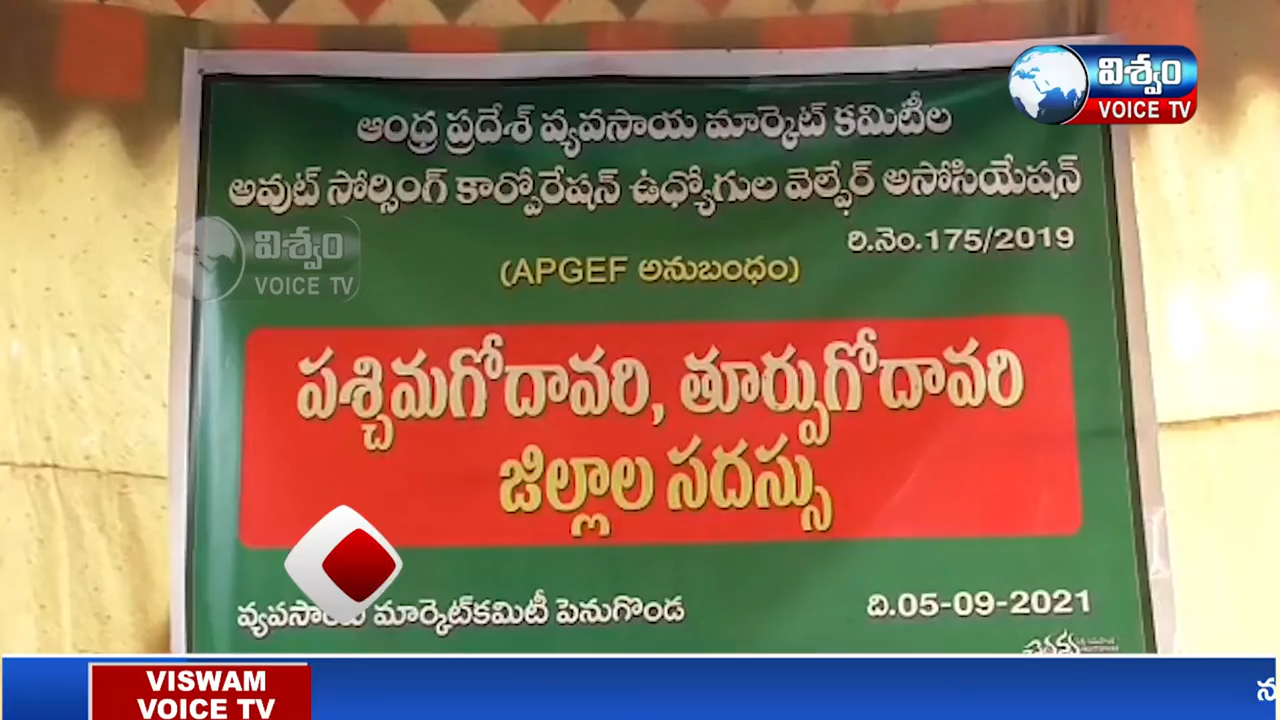 విశ్వం
VOICE TV
ఆంధ్ర ప్రదేశ్ వ్యవసాయ మార్కెట్ కమిటీల
అవుట్ సోర్సింగ్ కార్పోరేషన్ ఉధ్యోగుల వెల్ఫేర్ అసోసియేషన్
రి.నెం.175/2019
విశ్వం
VOICE TV
(APGEF అనుబంధం)
పశ్చిమగోదావరి, తూర్పుగోదావరి
జిల్లాల సదస్సు
మార్కెట్‌కమిటీ పెనుగొండ
ది.05-09-2021
VISWAM
VOICE TV